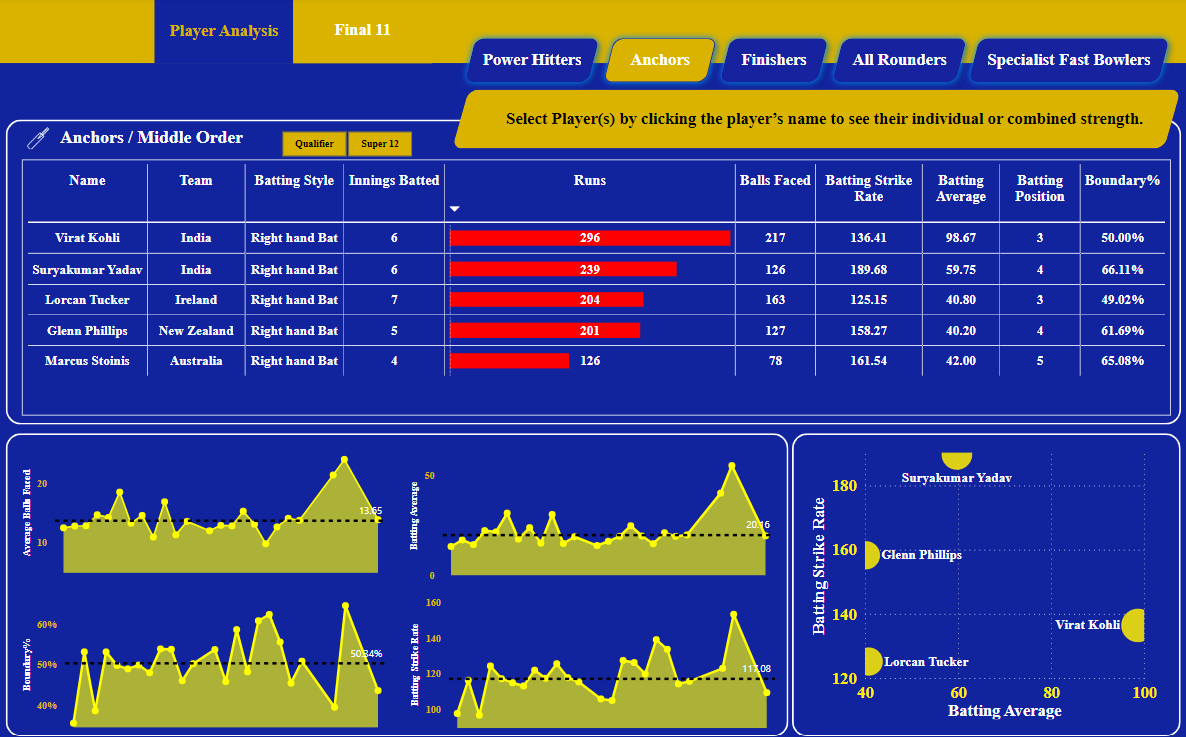 Player Analysis
Final 11
Power Hitters
Anchors
Finishers
All Rounders
Specialist Fast Bowlers
Select Player(s) by clicking the player’s name to see their individual or combined strength.
Anchors / Middle Order
Qualifier
Super 12
Name Team Batting Style Innings Batted Runs Balls Faced Batting Strike Batting Batting Boundary%
Rate Average Position
Virat Kohli India Right hand Bat 6 296 217 136.41 98.67 3 50.00%
Suryakumar Yadav India Right hand Bat 6 239 126 189.68 59.75 4 66.11%
Lorcan Tucker Ireland Right hand Bat 7 204 163 125.15 40.80 3 49.02%
Glenn Phillips New Zealand Right hand Bat 5 201 127 158.27 40.20 4 61.69%
Marcus Stoinis Australia Right hand Bat 4 126 78 161.54 42.00 5 65.08%
Average Balls Faced
20
10
13.65
Batting Average
50
0
20.16
Boundary%
60%
50%
40%
50.34%
Batting Strike Rate
160
140
120
100
117.08
Batting Strike Rate
180
160
140
120
Suryakumar Yadav
Glenn Phillips
Virat Kohli
Lorcan Tucker
40 60 80 100
Batting Average